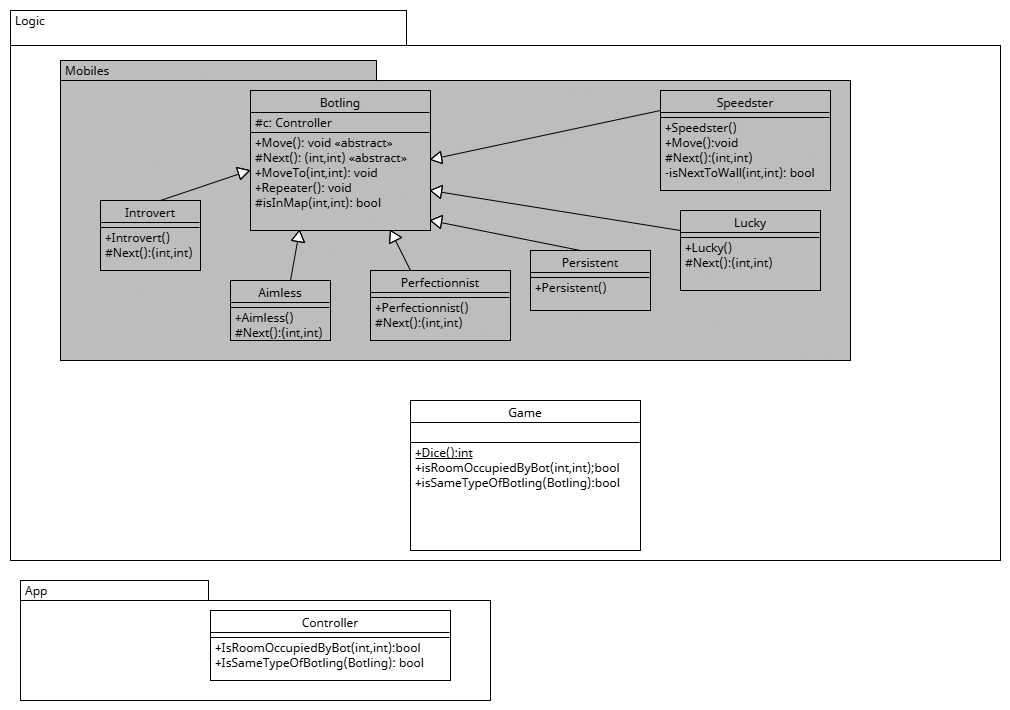 Logic
Mobiles
Botling
#c: Controller
+Move(): void «abstract»
#Next(): (int,int) «abstract»
+MoveTo(int,int): void
+Repeater(): void
#isInMap(int,int): bool
Speedster
+Speedster()
+Move():void
#Next():(int,int)
-isNextToWall(int,int): bool
Introvert
+Introvert()
#Next():(int,int)
Lucky
+Lucky()
#Next():(int,int)
Aimless
+Aimless()
#Next():(int,int)
Perfectionnist
+Perfectionnist()
#Next():(int,int)
Persistent
+Persistent()
Game
+Dice():int
+isRoomOccupiedByBot(int,int);bool
+isSameTypeOfBotling(Botling):bool
App
Controller
+IsRoomOccupiedByBot(int,int):bool
+IsSameTypeOfBotling(Botling): bool